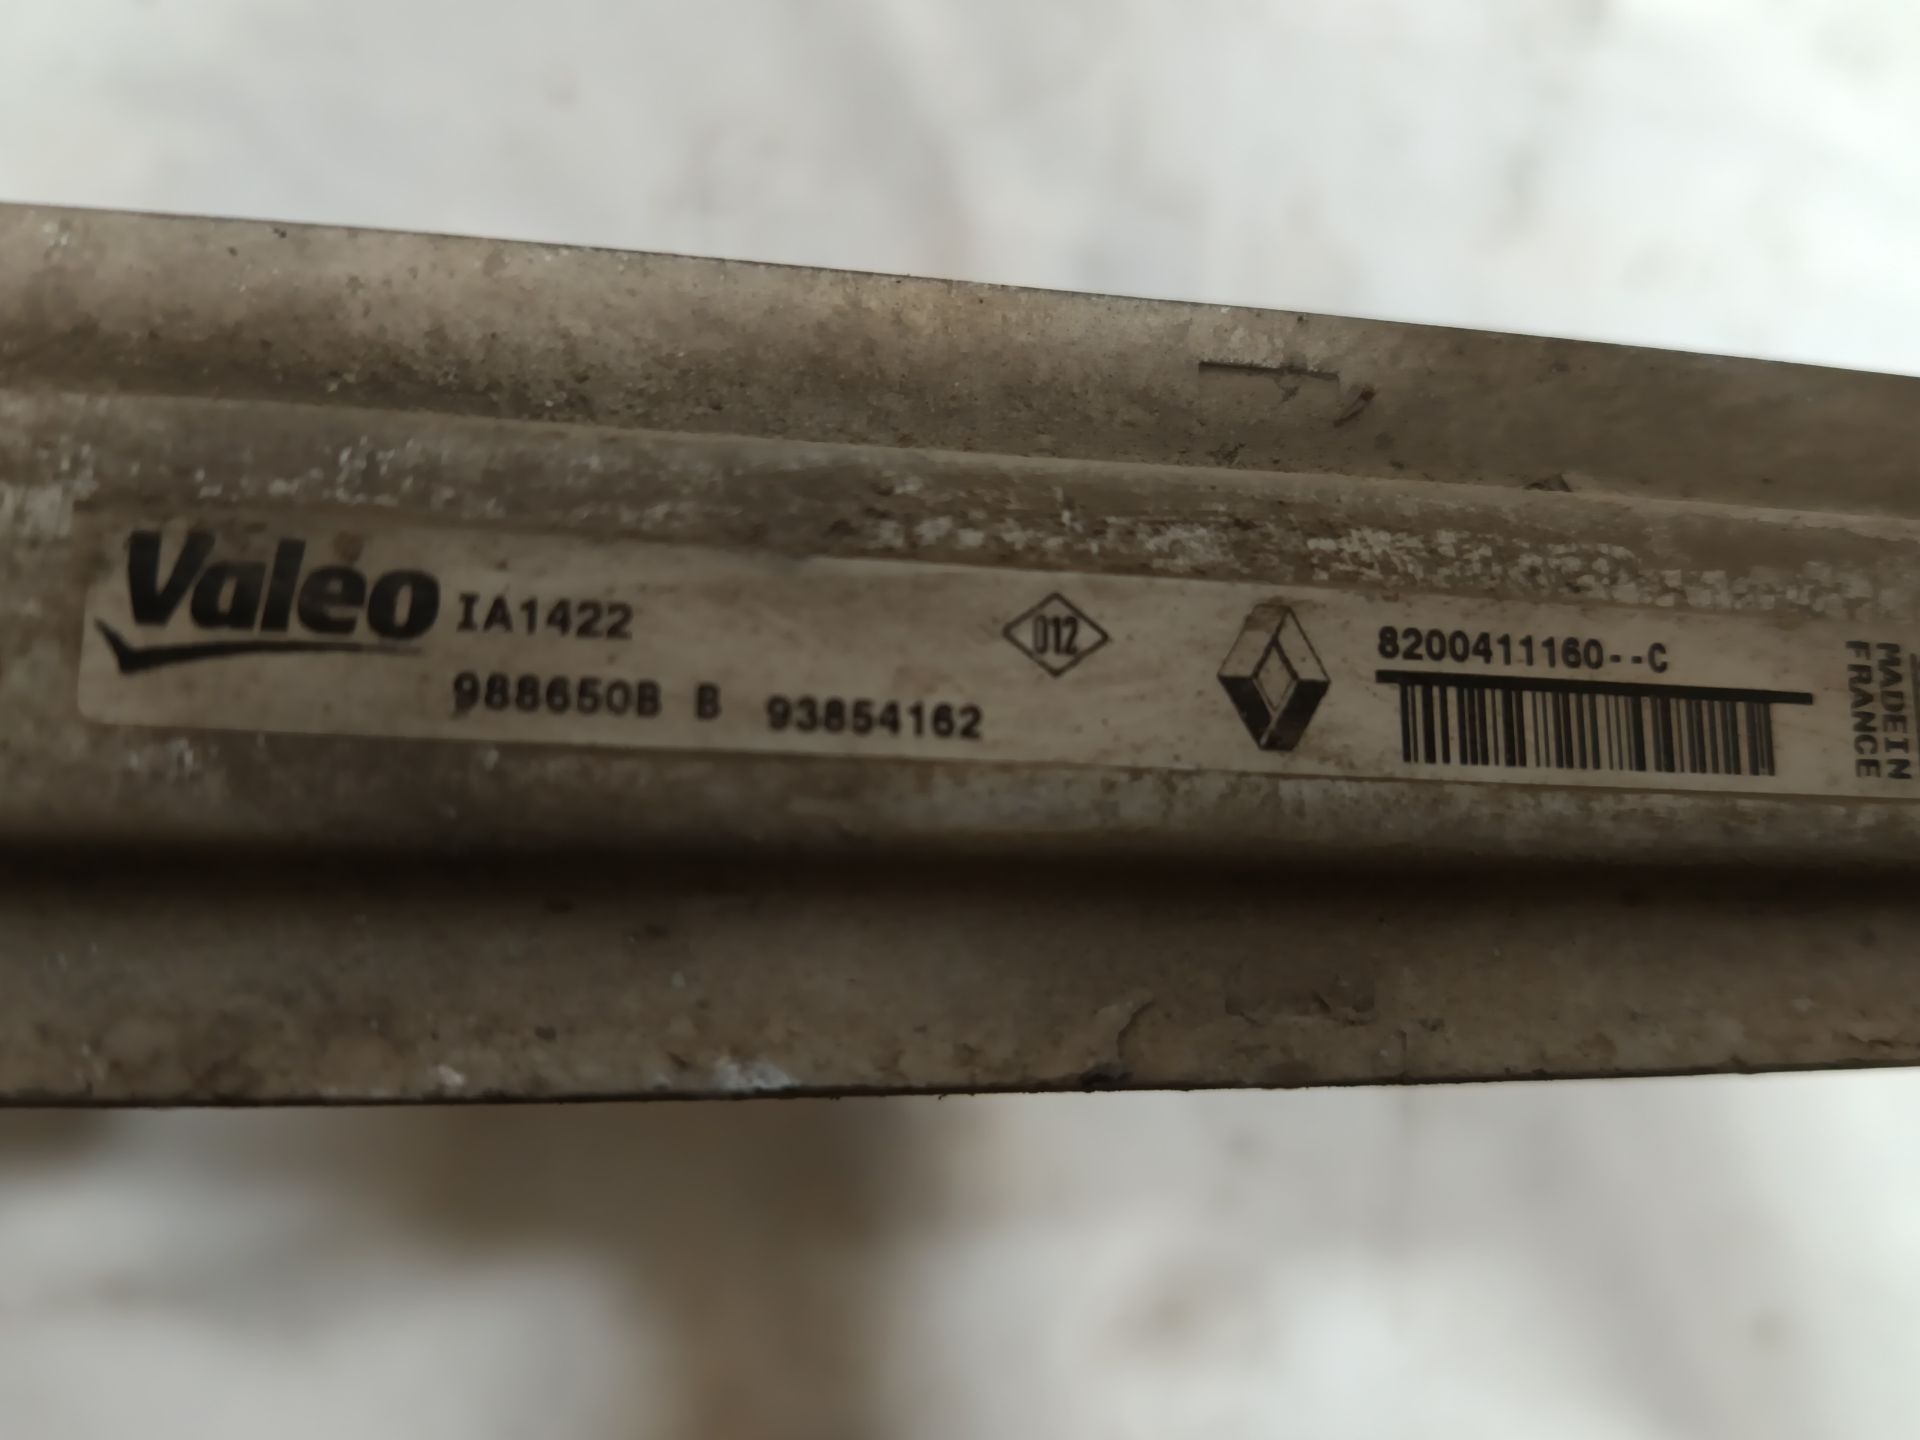 Valeo IA1422
988650B B 93854162
012
8200411160--C
MADE IN
FRANCE